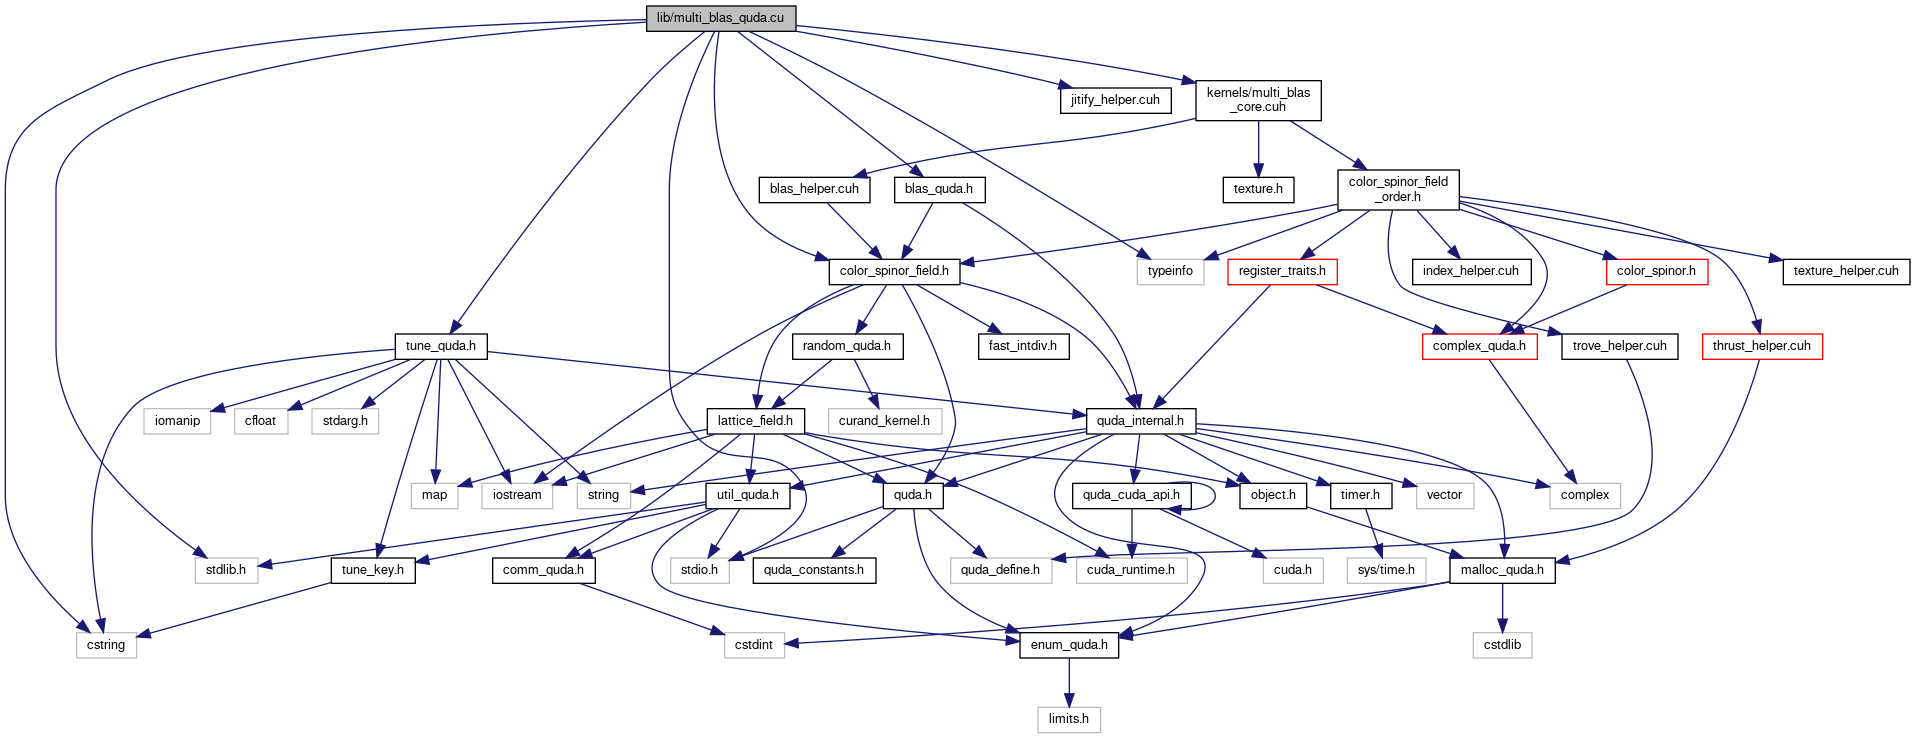 lib/multi_blas_quda.cu
jitify_helper.cuh
kernels/multi_blas
_core.cuh
blas_helper.cuh
blas_quda.h
texture.h
color_spinor_field
_order.h
color_spinor_field.h
typeinfo
register_traits.h
index_helper.cuh
color_spinor.h
texture_helper.cuh
tune_quda.h
random_quda.h
fast_intdiv.h
complex_quda.h
trove_helper.cuh
thrust_helper.cuh
iomanip
cfloat
stdarg.h
lattice_field.h
curand_kernel.h
quda_internal.h
map
iostream
string
util_quda.h
quda.h
quda_cuda_api.h
object.h
timer.h
vector
complex
stdlib.h
tune_key.h
comm_quda.h
stdio.h
quda_constants.h
quda_define.h
cuda_runtime.h
cuda.h
sys/time.h
malloc_quda.h
cstring
cstdint
enum_quda.h
cstdlib
limits.h